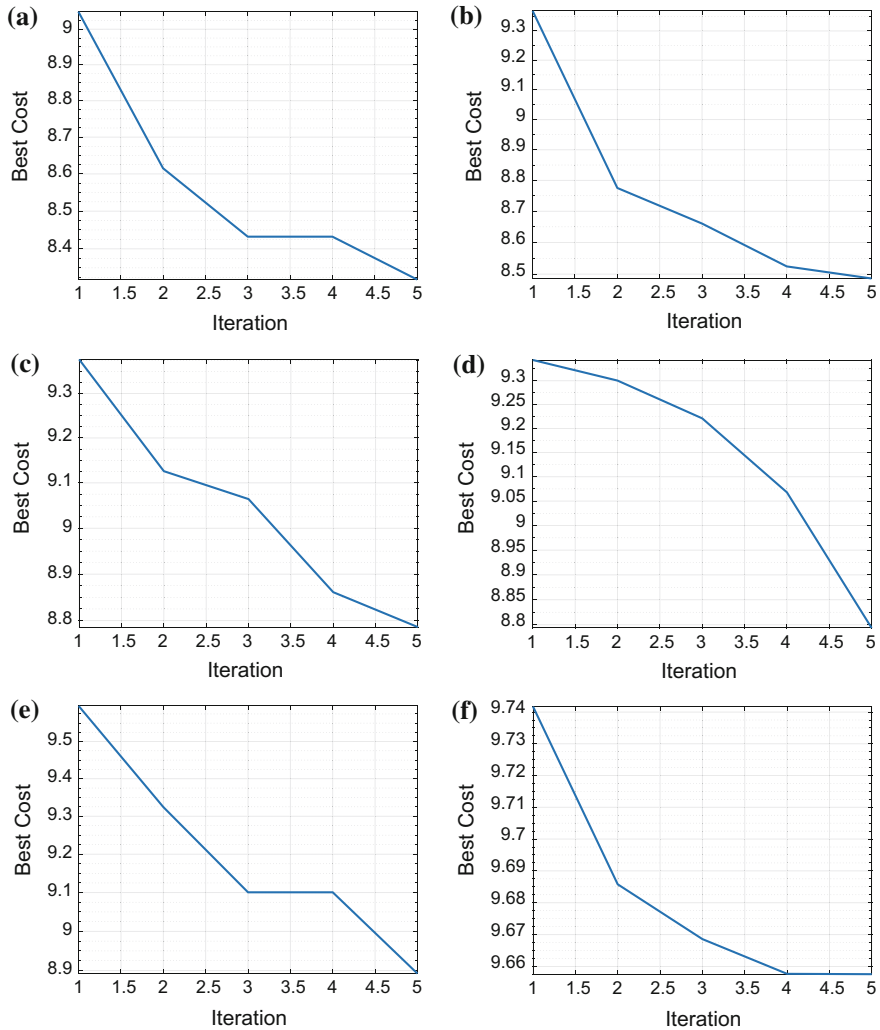 (a)
Best Cost
9
8.9
8.8
8.7
8.6
8.5
8.4
1 1.5 2 2.5 3 3.5 4 4.5 5
Iteration
(b)
Best Cost
9.3
9.2
9.1
9
8.9
8.8
8.7
8.6
8.5
1 1.5 2 2.5 3 3.5 4 4.5 5
Iteration
(c)
Best Cost
9.3
9.2
9.1
9
8.9
8.8
1 1.5 2 2.5 3 3.5 4 4.5 5
Iteration
(d)
Best Cost
9.3
9.25
9.2
9.15
9.1
9.05
9
8.95
8.9
8.85
8.8
1 1.5 2 2.5 3 3.5 4 4.5 5
Iteration
(e)
Best Cost
9.5
9.4
9.3
9.2
9.1
9
8.9
1 1.5 2 2.5 3 3.5 4 4.5 5
Iteration
(f)
Best Cost
9.74
9.73
9.72
9.71
9.7
9.69
9.68
9.67
9.66
1 1.5 2 2.5 3 3.5 4 4.5 5
Iteration